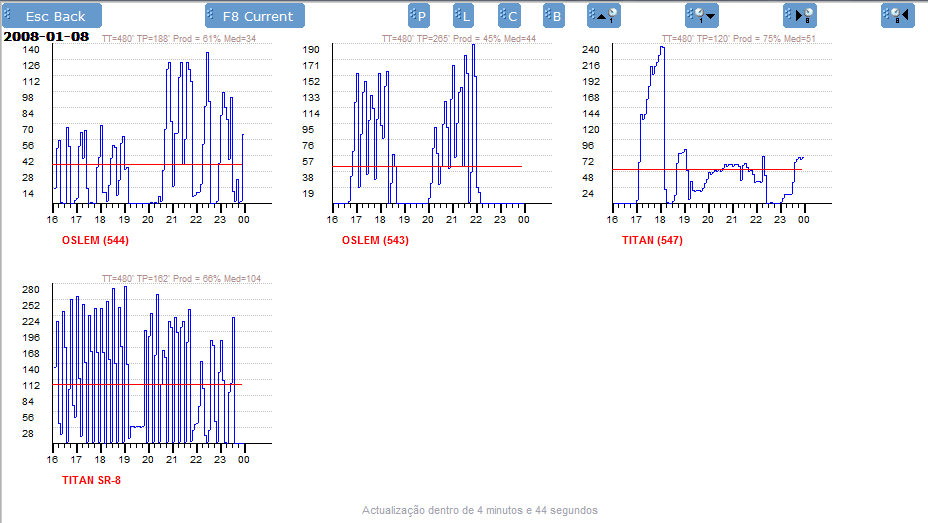 Esc Back F8 Current P L C B 1 1 8 8
2008-01-08
TT=480' TP=188' Prod = 61% Med=34
140
126
112
98
84
70
56
42
28
14
16 17 18 19 20 21 22 23 00
OSLEM (544)
TT=480' TP=265' Prod = 45% Med=44
190
171
152
133
114
95
76
57
38
19
16 17 18 19 20 21 22 23 00
OSLEM (543)
TT=480' TP=120' Prod = 75% Med=51
240
216
192
168
144
120
96
72
48
24
16 17 18 19 20 21 22 23 00
TITAN (547)
TT=480' TP=162' Prod = 66% Med=104
280
252
224
196
168
140
112
84
56
28
16 17 18 19 20 21 22 23 00
TITAN SR-8
Actualização dentro de 4 minutos e 44 segundos